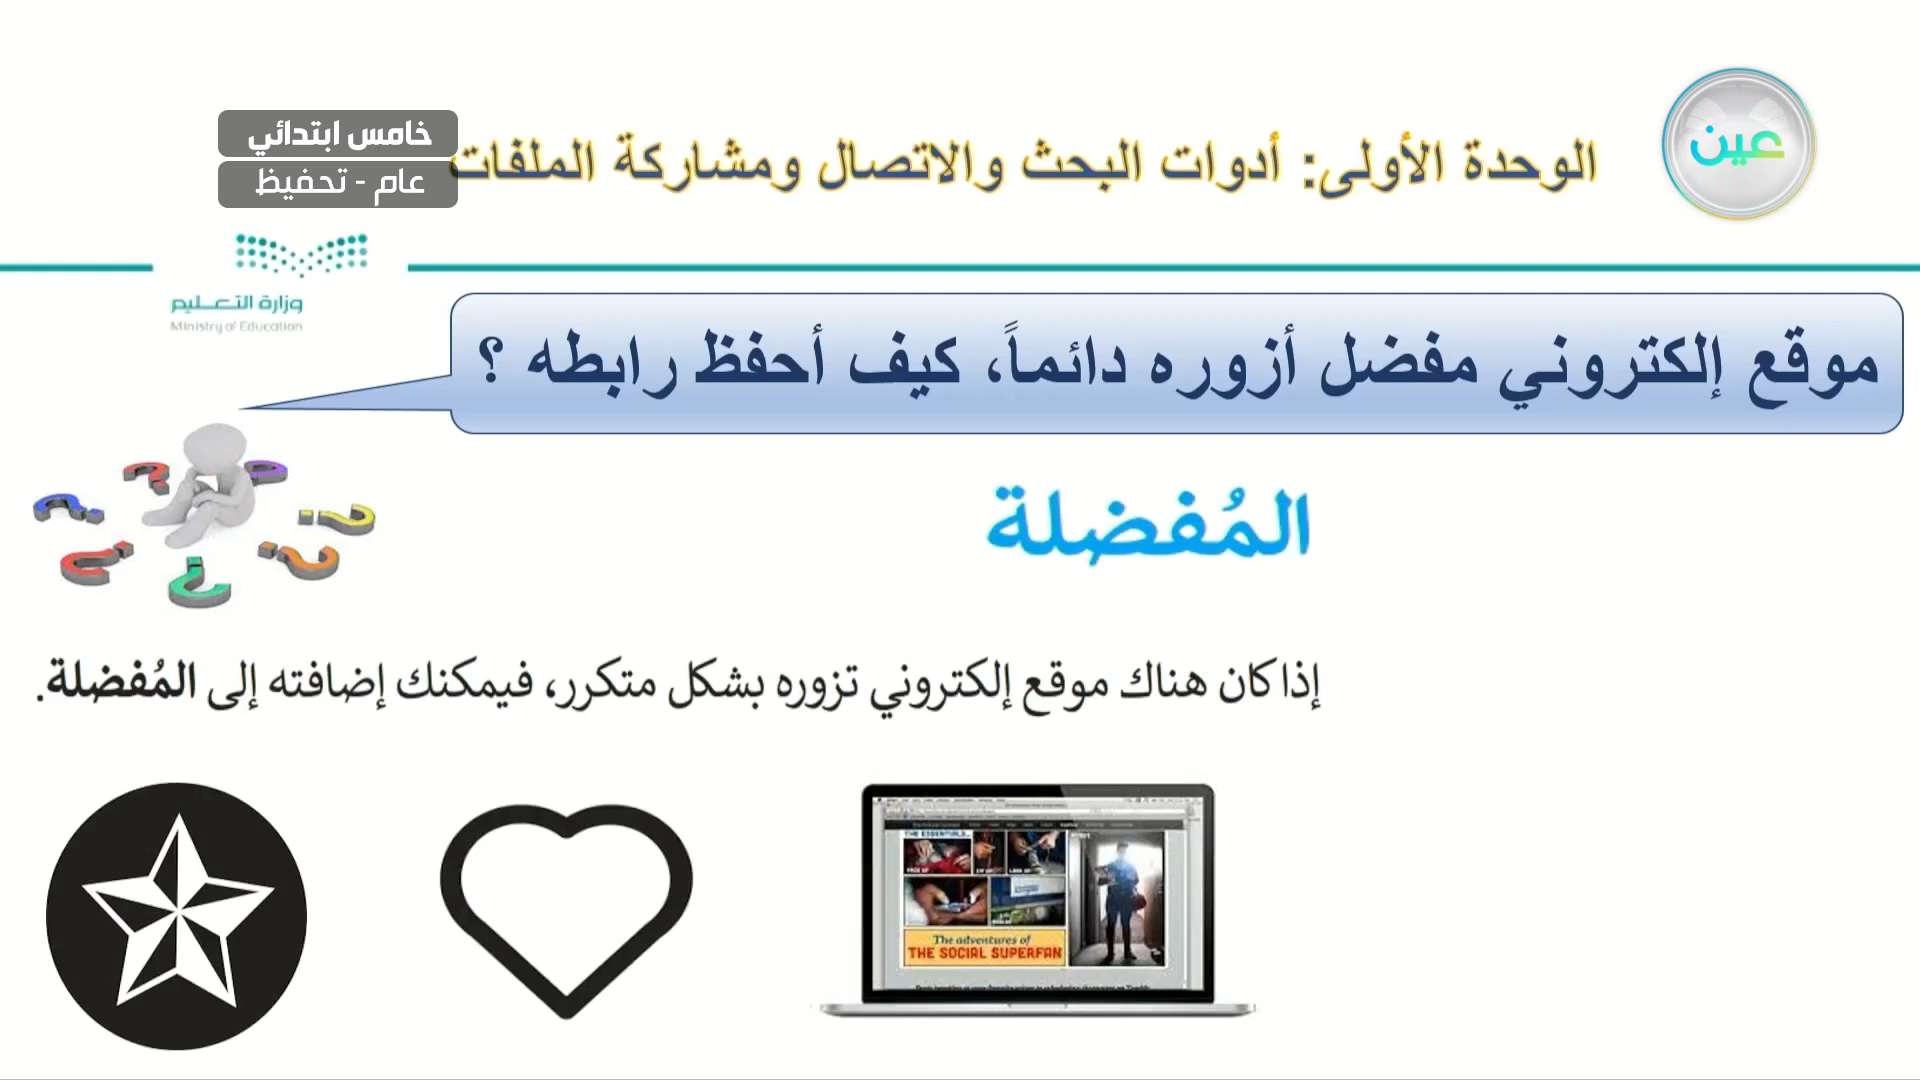 عين
خامس ابتدائي
عام - تحفيظ
الوحدة الأولى: أدوات البحث والاتصال ومشاركة الملفات
وزارة التعليم
Ministry of Education
موقع إلكتروني مفضل أزوره دائماً، كيف أحفظ رابطه ؟
المُفضلة
إذا كان هناك موقع إلكتروني تزوره بشكل متكرر، فيمكنك إضافته إلى المُفضلة.
THE ESSENTIALS
The adventures of
THE SOCIAL SUPERFAN